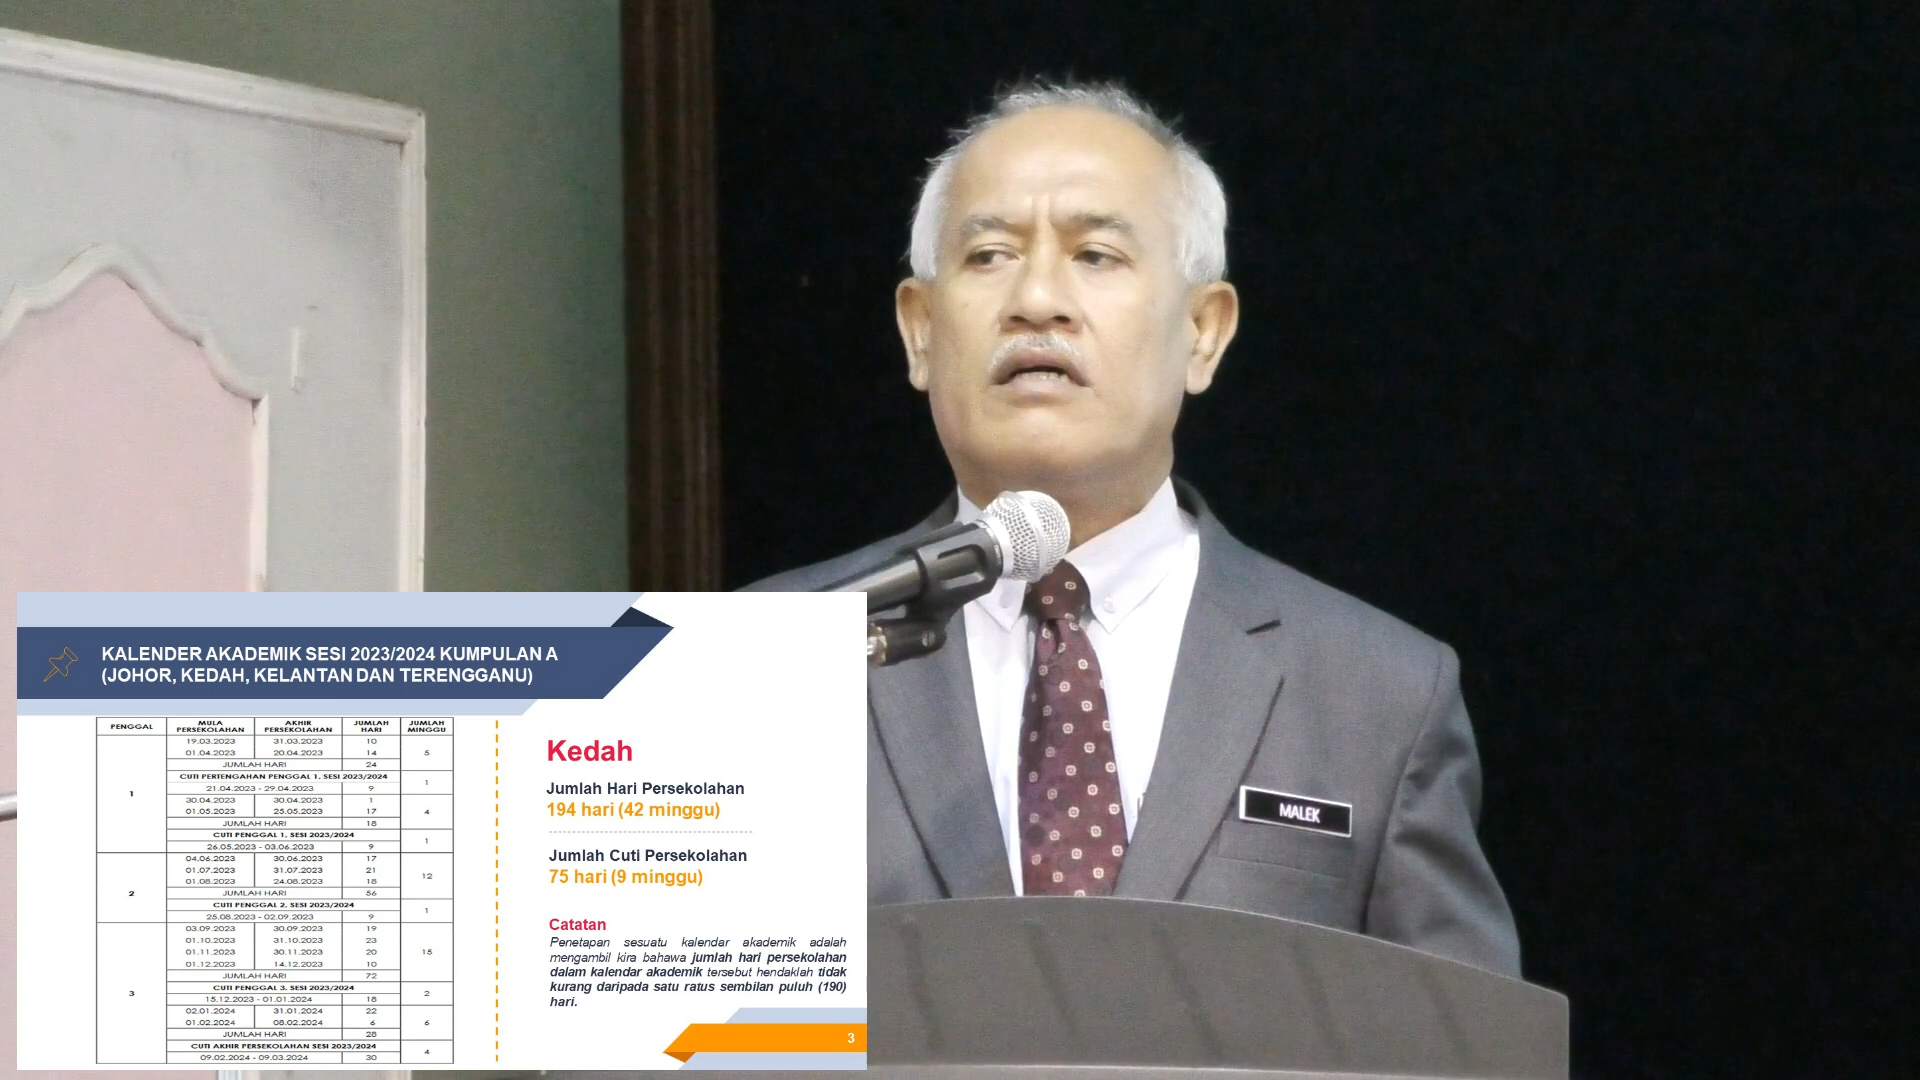 MALEK
KALENDER AKADEMIK SESI 2023/2024 KUMPULAN A
(JOHOR, KEDAH, KELANTAN DAN TERENGGANU)
PENGGAL MULA PERSEKOLAHAN AKHIR PERSEKOLAHAN JUMLAH HARI JUMLAH MINGGU
1
19.03.2023 31.03.2023 10
01.04.2023 20.04.2023 14
5
JUMLAH HARI 24
CUTI PERTENGAHAN PENGGAL 1, SESI 2023/2024
1
21.04.2023 - 29.04.2023 9
30.04.2023 30.04.2023 1
01.05.2023 25.05.2023 17
4
JUMLAH HARI 18
CUTI PENGGAL 1, SESI 2023/2024
1
26.05.2023 - 03.06.2023 9
2
04.06.2023 30.06.2023 17
01.07.2023 31.07.2023 21
12
01.08.2023 24.08.2023 18
JUMLAH HARI 56
CUTI PENGGAL 2, SESI 2023/2024
1
25.08.2023 - 02.09.2023 9
3
03.09.2023 30.09.2023 19
01.10.2023 31.10.2023 23
01.11.2023 30.11.2023 20
15
01.12.2023 14.12.2023 10
JUMLAH HARI 72
CUTI PENGGAL 3, SESI 2023/2024
2
15.12.2023 - 01.01.2024 18
02.01.2024 31.01.2024 22
01.02.2024 08.02.2024 6
6
JUMLAH HARI 28
CUTI AKHIR PERSEKOLAHAN SESI 2023/2024
4
09.02.2024 - 09.03.2024 30
Kedah
Jumlah Hari Persekolahan
194 hari (42 minggu)
Jumlah Cuti Persekolahan
75 hari (9 minggu)
Catatan
Penetapan sesuatu kalendar akademik adalah
mengambil kira bahawa jumlah hari persekolahan
dalam kalendar akademik tersebut hendaklah tidak
kurang daripada satu ratus sembilan puluh (190)
hari.
3